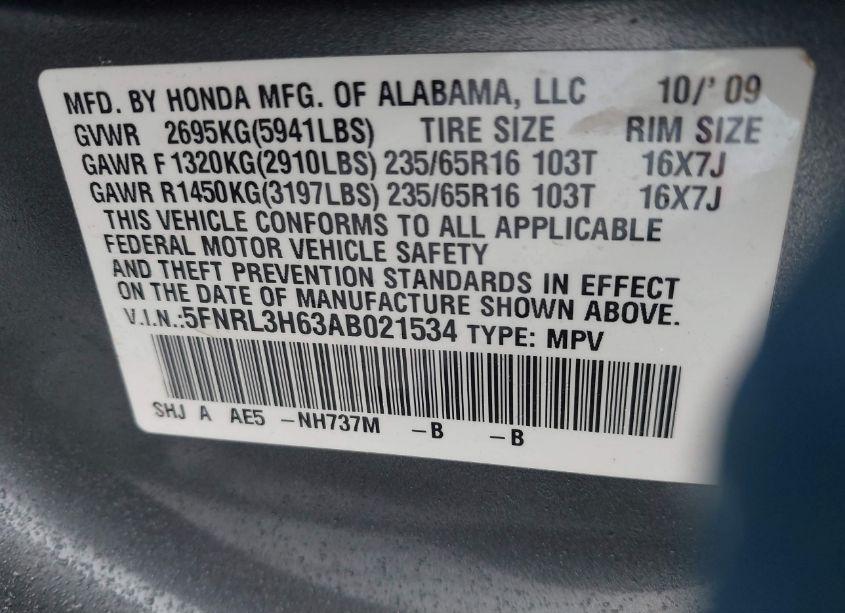 MFD. BY HONDA MFG. OF ALABAMA, LLC 10/' 09
GVWR 2695KG(5941LBS) TIRE SIZE RIM SIZE
GAWR F 1320KG(2910LBS) 235/65R16 103T 16X7J
GAWR R1450KG(3197LBS) 235/65R16 103T 16X7J
THIS VEHICLE CONFORMS TO ALL APPLICABLE
FEDERAL MOTOR VEHICLE SAFETY
AND THEFT PREVENTION STANDARDS IN EFFECT
ON THE DATE OF MANUFACTURE SHOWN ABOVE.
V.I.N.:5FNRL3H63AB021534 TYPE: MPV
SHJ A AE5 –NH737M –B –B